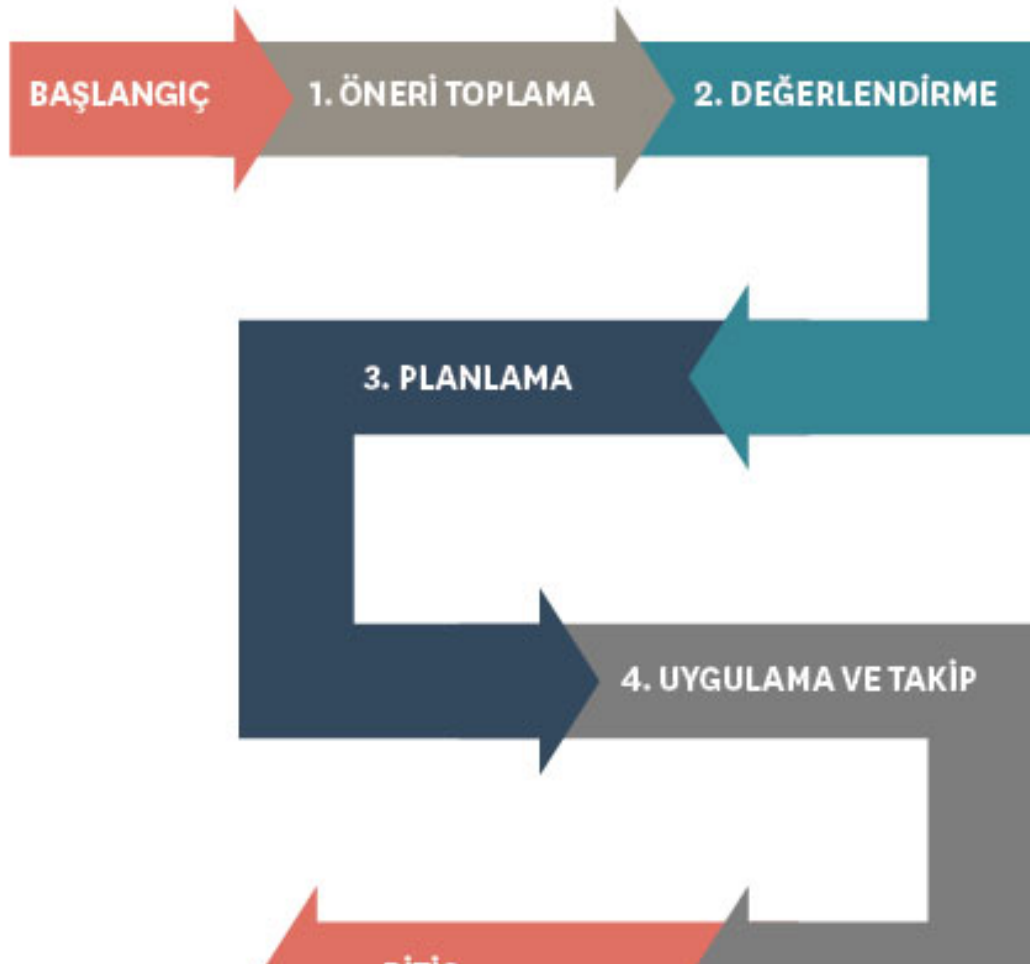 BAŞLANGIÇ
1. ÖNERİ TOPLAMA
2. DEĞERLENDİRME
3. PLANLAMA
4. UYGULAMA VE TAKİP